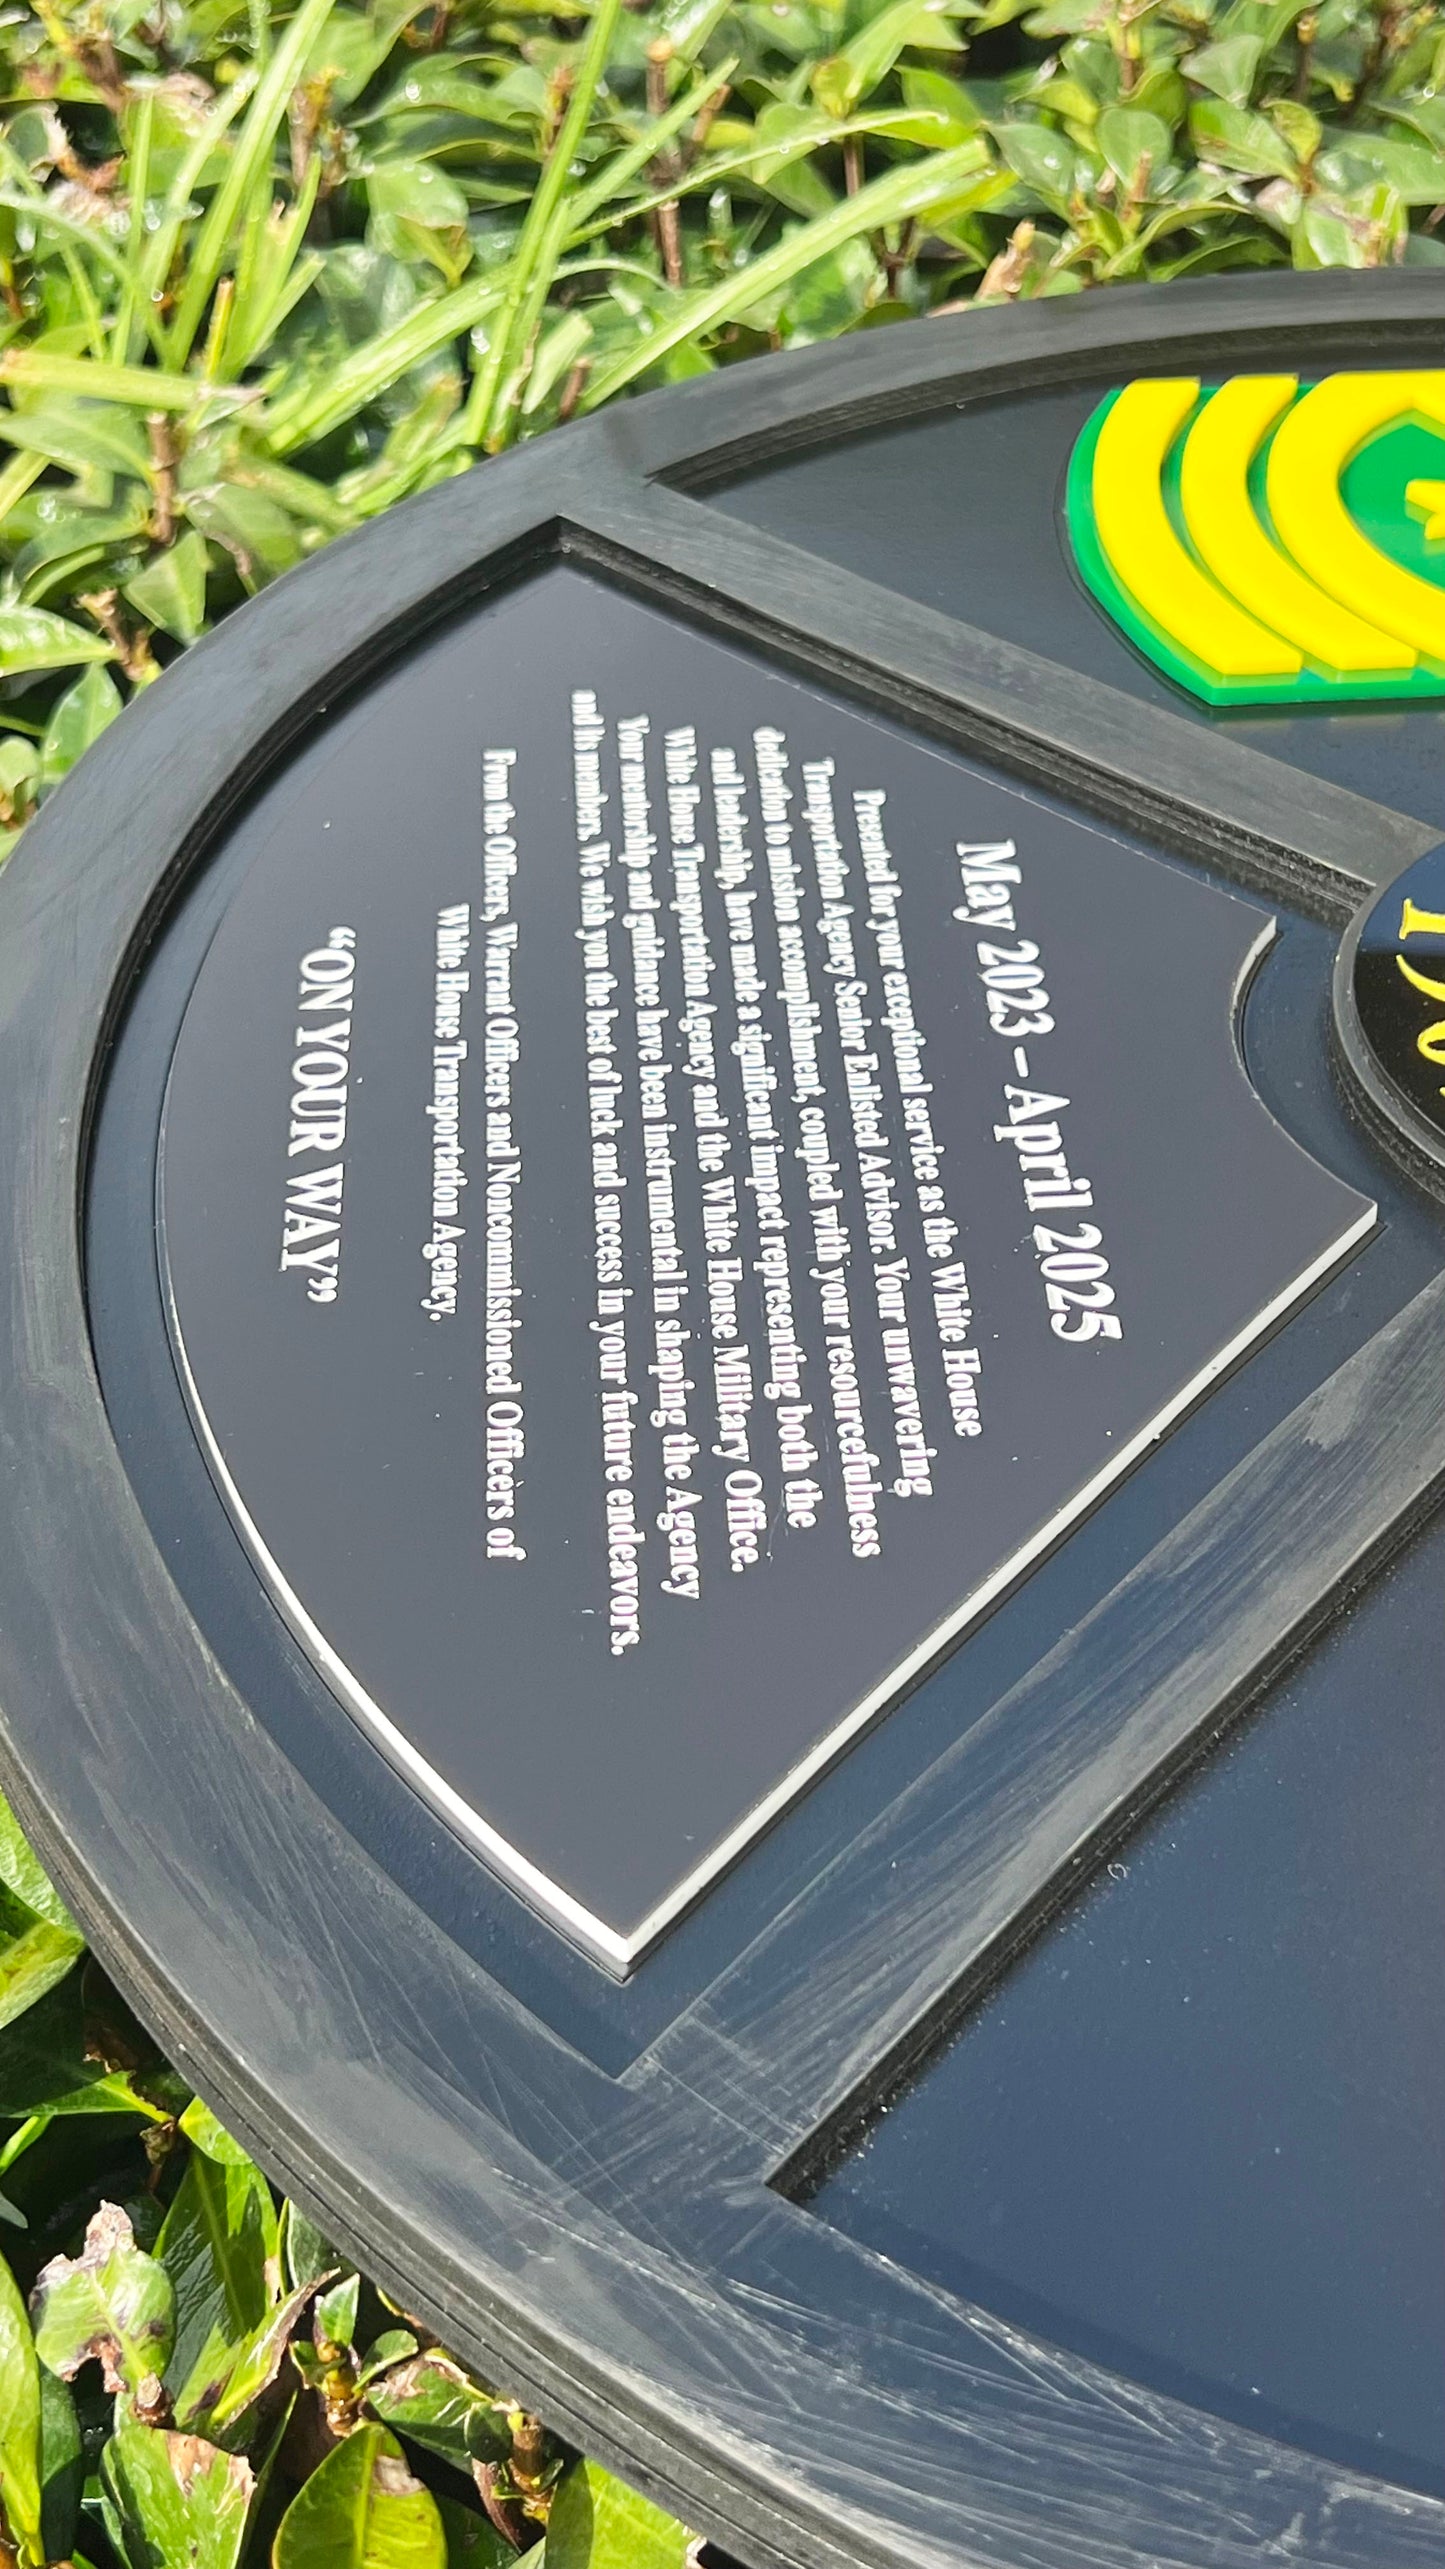 May 2023 – April 2025
Presented for your exceptional service as the White House
Transportation Agency Senior Enlisted Advisor. Your unwavering
dedication to mission accomplishment, coupled with your resourcefulness
and leadership, have made a significant impact representing both the
White House Transportation Agency and the White House Military Office.
Your mentorship and guidance have been instrumental in shaping the Agency
and its members. We wish you the best of luck and success in your future endeavors.
From the Officers, Warrant Officers and Noncommissioned Officers of
White House Transportation Agency.
“ON YOUR WAY”